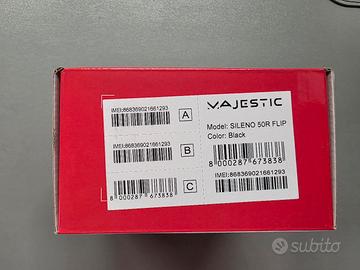 IMEI:868369021661293
A
B
IMEI:868369021661293
C
8 000287 673838
MAJESTIC
Model: SILENO 50R FLIP
Color: Black
8 000287 673838
IMEI:868369021661293
subito